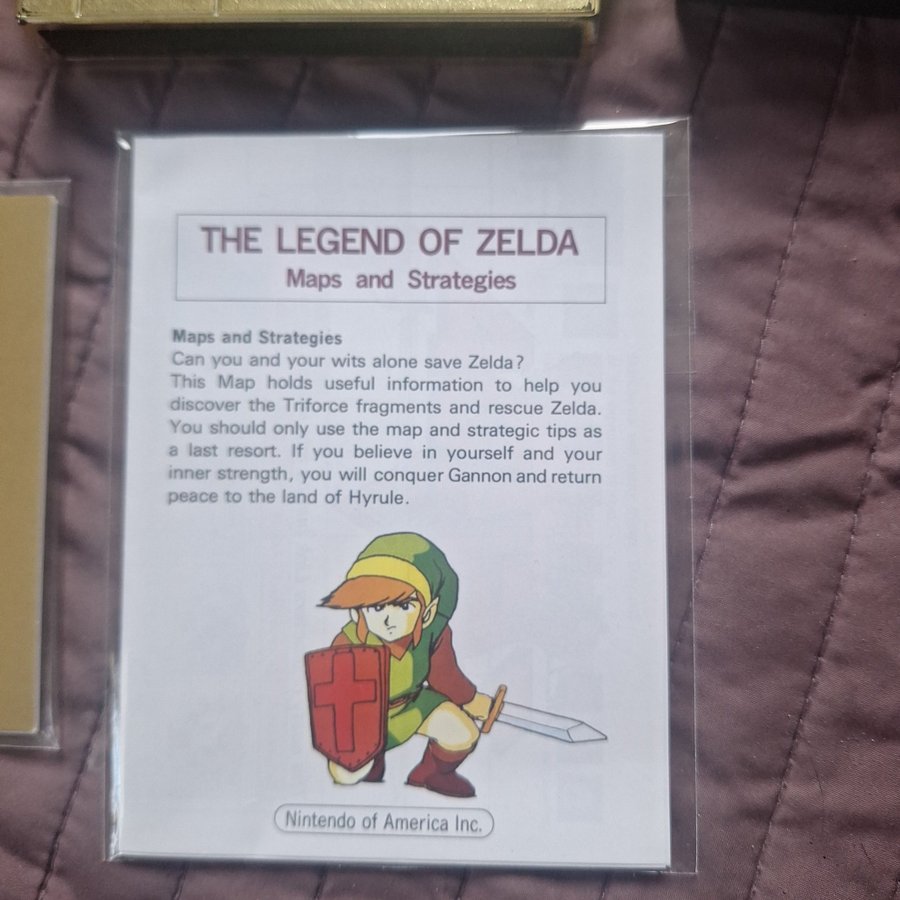 THE LEGEND OF ZELDA
Maps and Strategies
Maps and Strategies
Can you and your wits alone save Zelda?
This Map holds useful information to help you
discover the Triforce fragments and rescue Zelda.
You should only use the map and strategic tips as
a last resort. If you believe in yourself and your
inner strength, you will conquer Gannon and return
peace to the land of Hyrule.
Nintendo of America Inc.